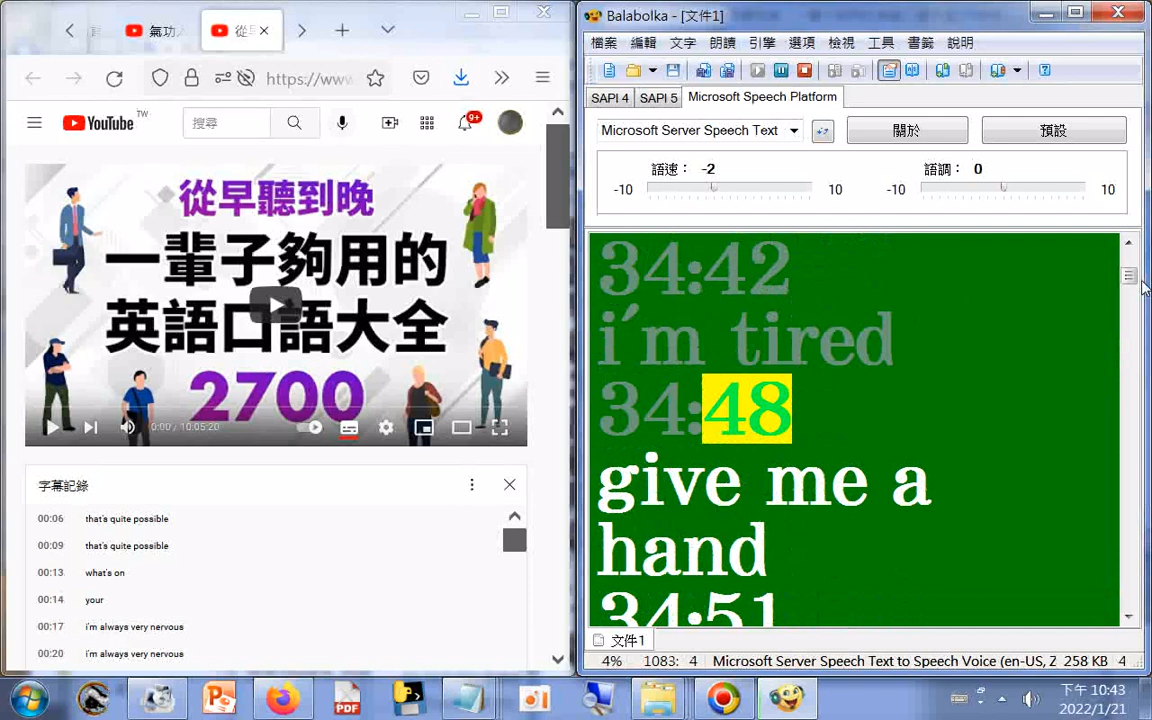 氣功
從
https://www
YouTube TW
搜尋
9+
從早聽到晚
一輩子夠用的
英語口語大全
2700
0:00 / 10:05:20
字幕記錄
00:06 that's quite possible
00:09 that's quite possible
00:13 what's on
00:14 your
00:17 i'm always very nervous
00:20 i'm always very nervous
Balabolka - [文件1]
檔案 編輯 文字 朗讀 引擎 選項 檢視 工具 書籤 說明
SAPI 4 SAPI 5 Microsoft Speech Platform
Microsoft Server Speech Text 關於 預設
語速： -2 語調： 0
-10 10 -10 10
34:42
i´m tired
34:48
give me a
hand
34:51
文件1
4% 1083: 4 Microsoft Server Speech Text to Speech Voice (en-US, Z 258 KB 4
PDF
下午 10:43
2022/1/21